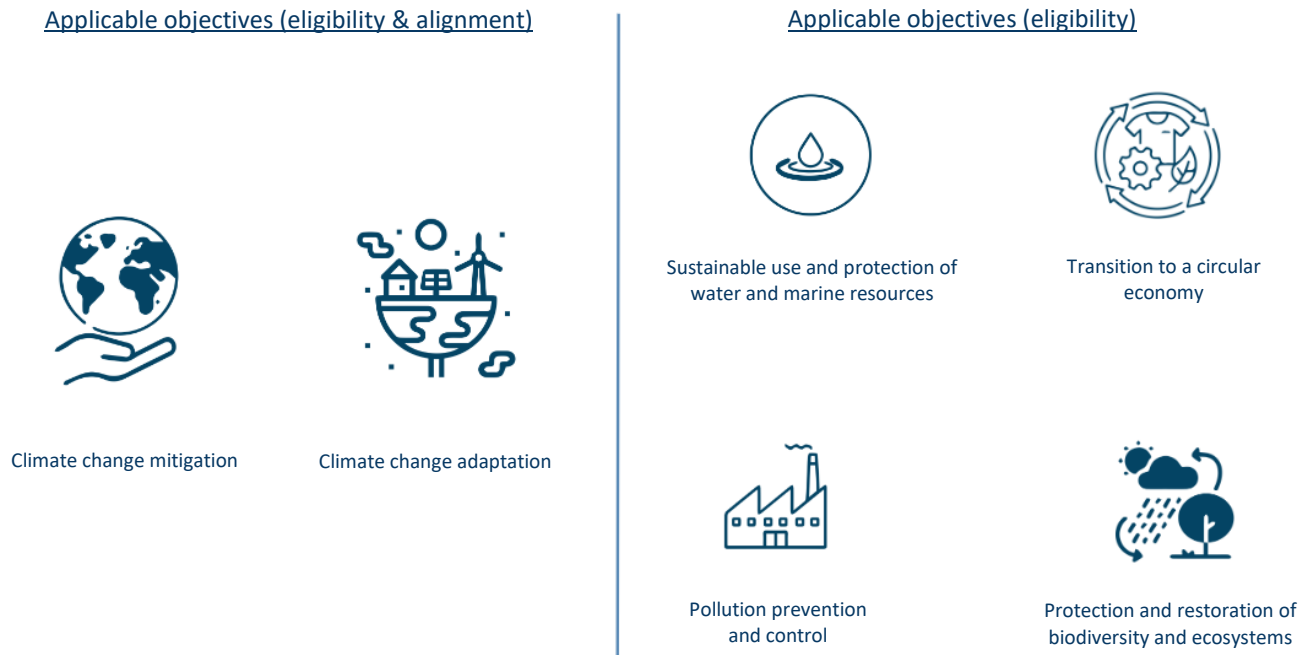 Applicable objectives (eligibility & alignment)
Climate change mitigation
Climate change adaptation
Applicable objectives (eligibility)
Sustainable use and protection of
water and marine resources
Transition to a circular
economy
Pollution prevention
and control
Protection and restoration of
biodiversity and ecosystems